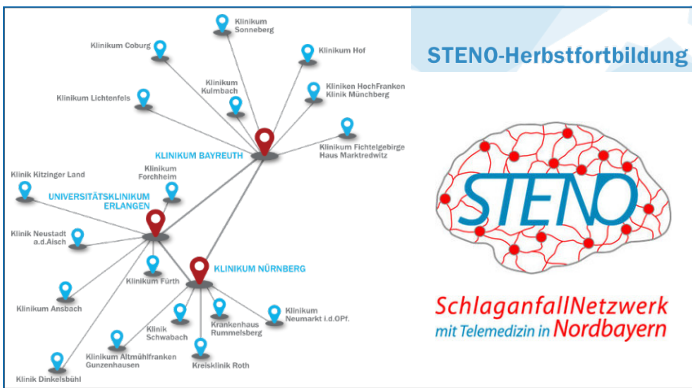 STENO-Herbstfortbildung
Klinikum
Sonneberg
Klinikum Coburg
Klinikum Hof
Klinikum
Kulmbach
Kliniken HochFranken
Klinik Münchberg
Klinikum Lichtenfels
Klinikum Fichtelgebirge
Haus Marktredwitz
KLINIKUM BAYREUTH
Klinikum
Forchheim
Klinik Kitzinger Land
UNIVERSITÄTSKLINIKUM
ERLANGEN
Klinik Neustadt
a.d.Aisch
KLINIKUM NÜRNBERG
Klinikum Fürth
Klinikum Ansbach
Klinik
Schwabach
Krankenhaus
Rummelsberg
Klinikum
Neumarkt i.d.OPf.
Klinikum Altmühlfranken
Gunzenhausen
Kreisklinik Roth
Klinik Dinkelsbühl
STENO
SchlaganfallNetzwerk
mit Telemedizin in Nordbayern